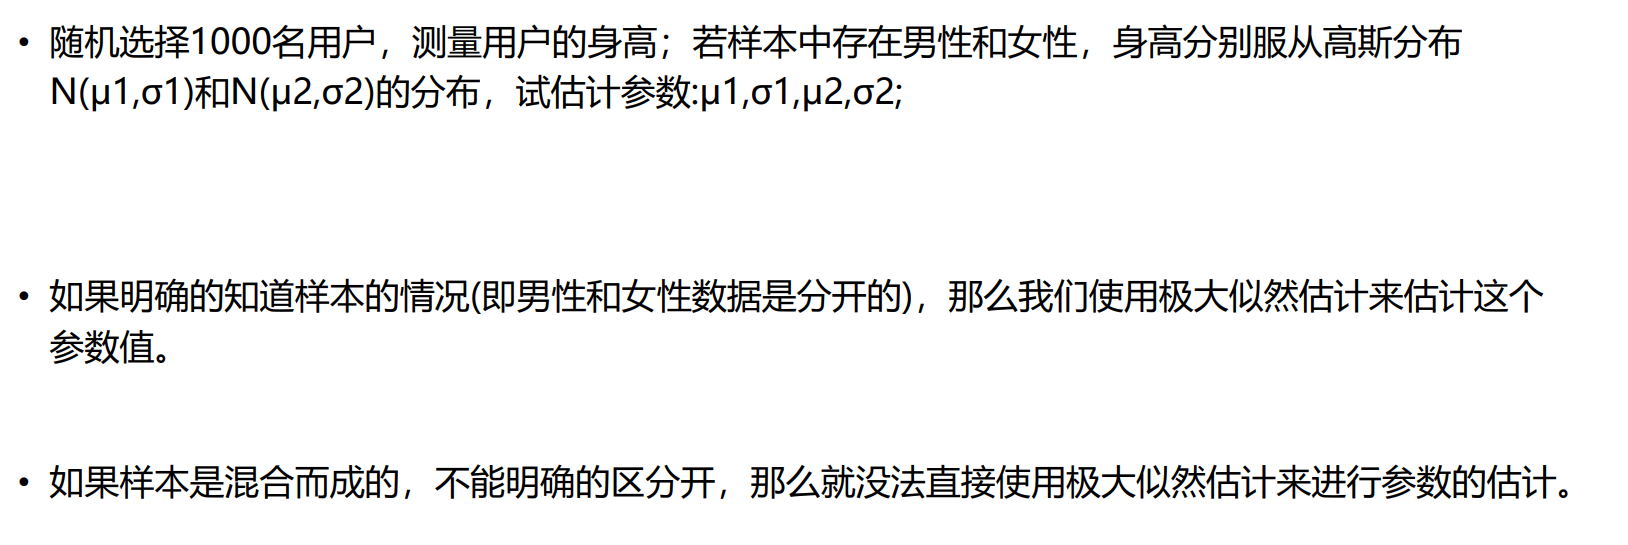 • 随机选择1000名用户，测量用户的身高；若样本中存在男性和女性，身高分别服从高斯分布
N(μ1,σ1)和N(μ2,σ2)的分布，试估计参数:μ1,σ1,μ2,σ2;
• 如果明确的知道样本的情况(即男性和女性数据是分开的)，那么我们使用极大似然估计来估计这个
参数值。
• 如果样本是混合而成的，不能明确的区分开，那么就没法直接使用极大似然估计来进行参数的估计。